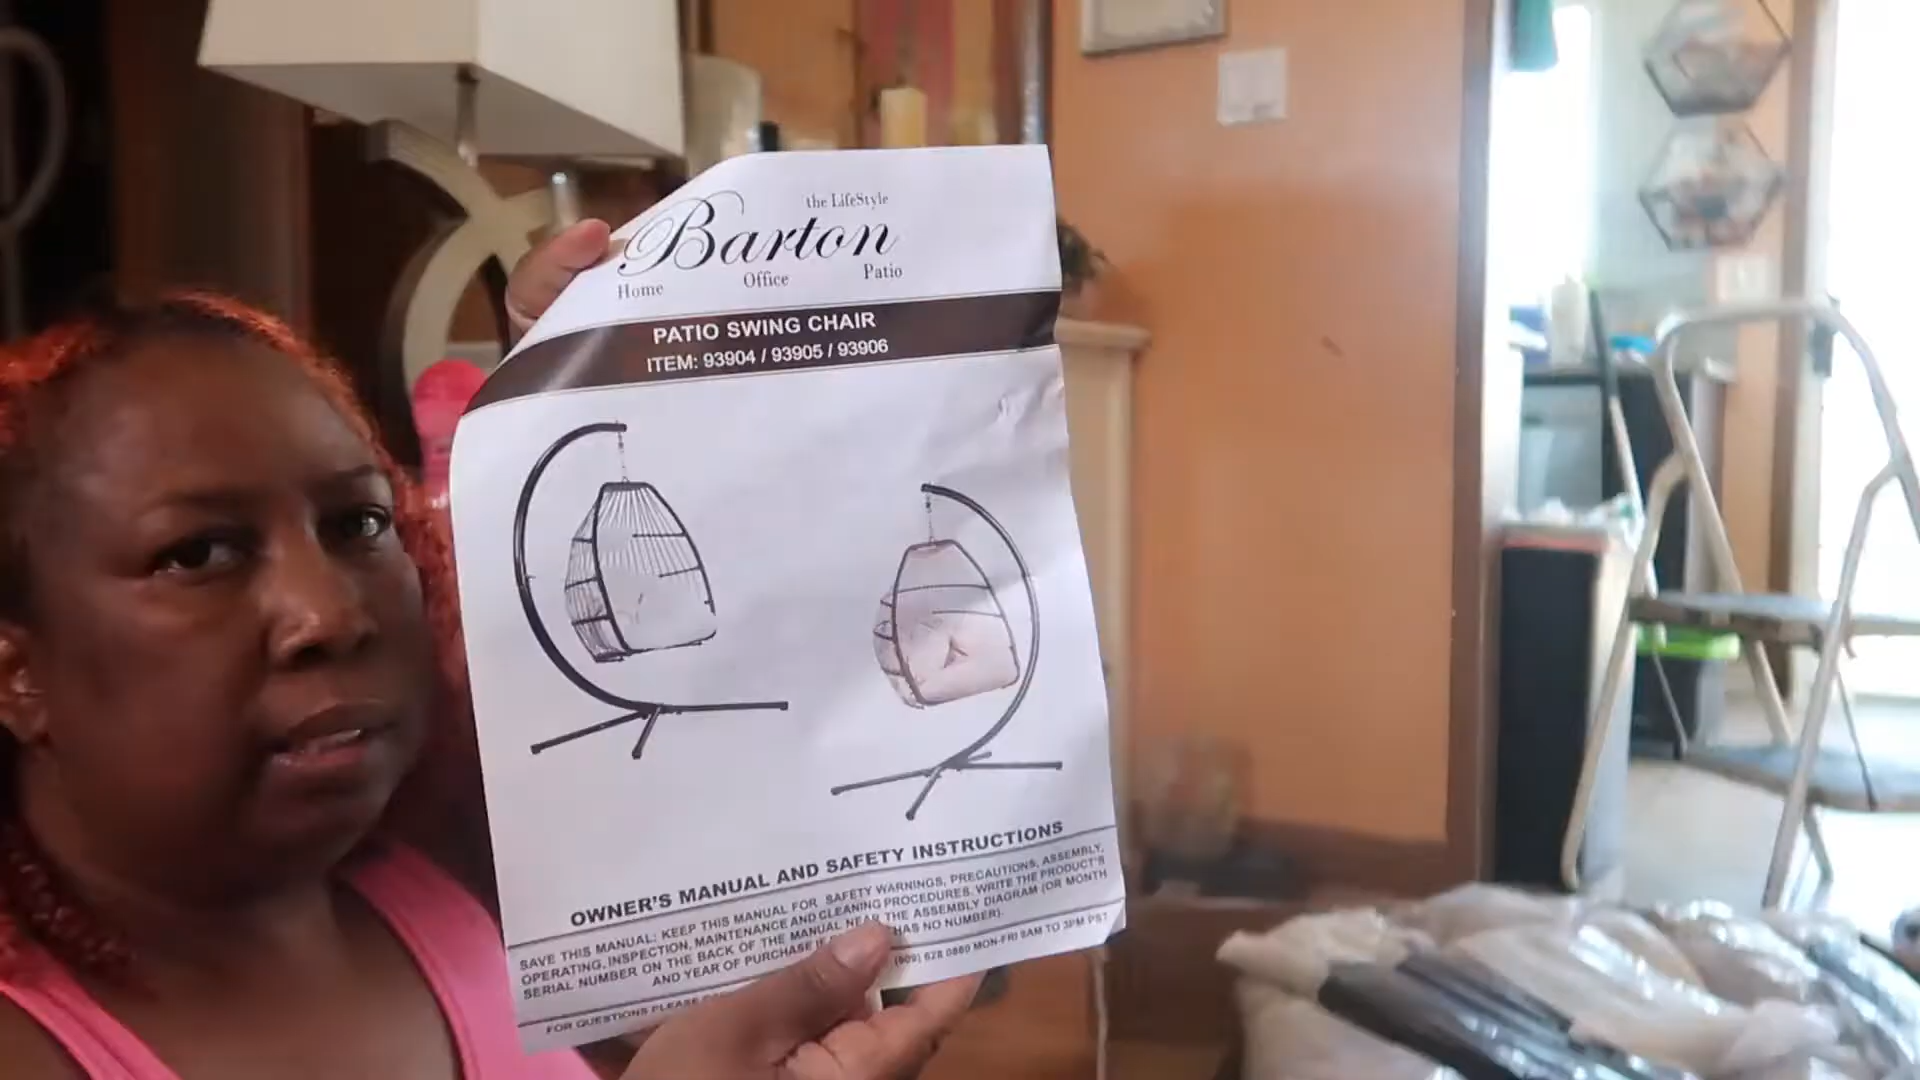 the LifeStyle
Barton
Home Office Patio
PATIO SWING CHAIR
ITEM: 93904 / 93905 / 93906
OWNER'S MANUAL AND SAFETY INSTRUCTIONS
SAVE THIS MANUAL: KEEP THIS MANUAL FOR SAFETY WARNINGS, PRECAUTIONS, ASSEMBLY,
OPERATING, INSPECTION, MAINTENANCE AND CLEANING PROCEDURES. WRITE THE PRODUCT'S
SERIAL NUMBER ON THE BACK OF THE MANUAL NEAR THE ASSEMBLY DIAGRAM (OR MONTH
AND YEAR OF PURCHASE IF HAS NO NUMBER).
FOR QUESTIONS PLEASE (909) 628 0880 MON-FRI 9AM TO 3PM PST